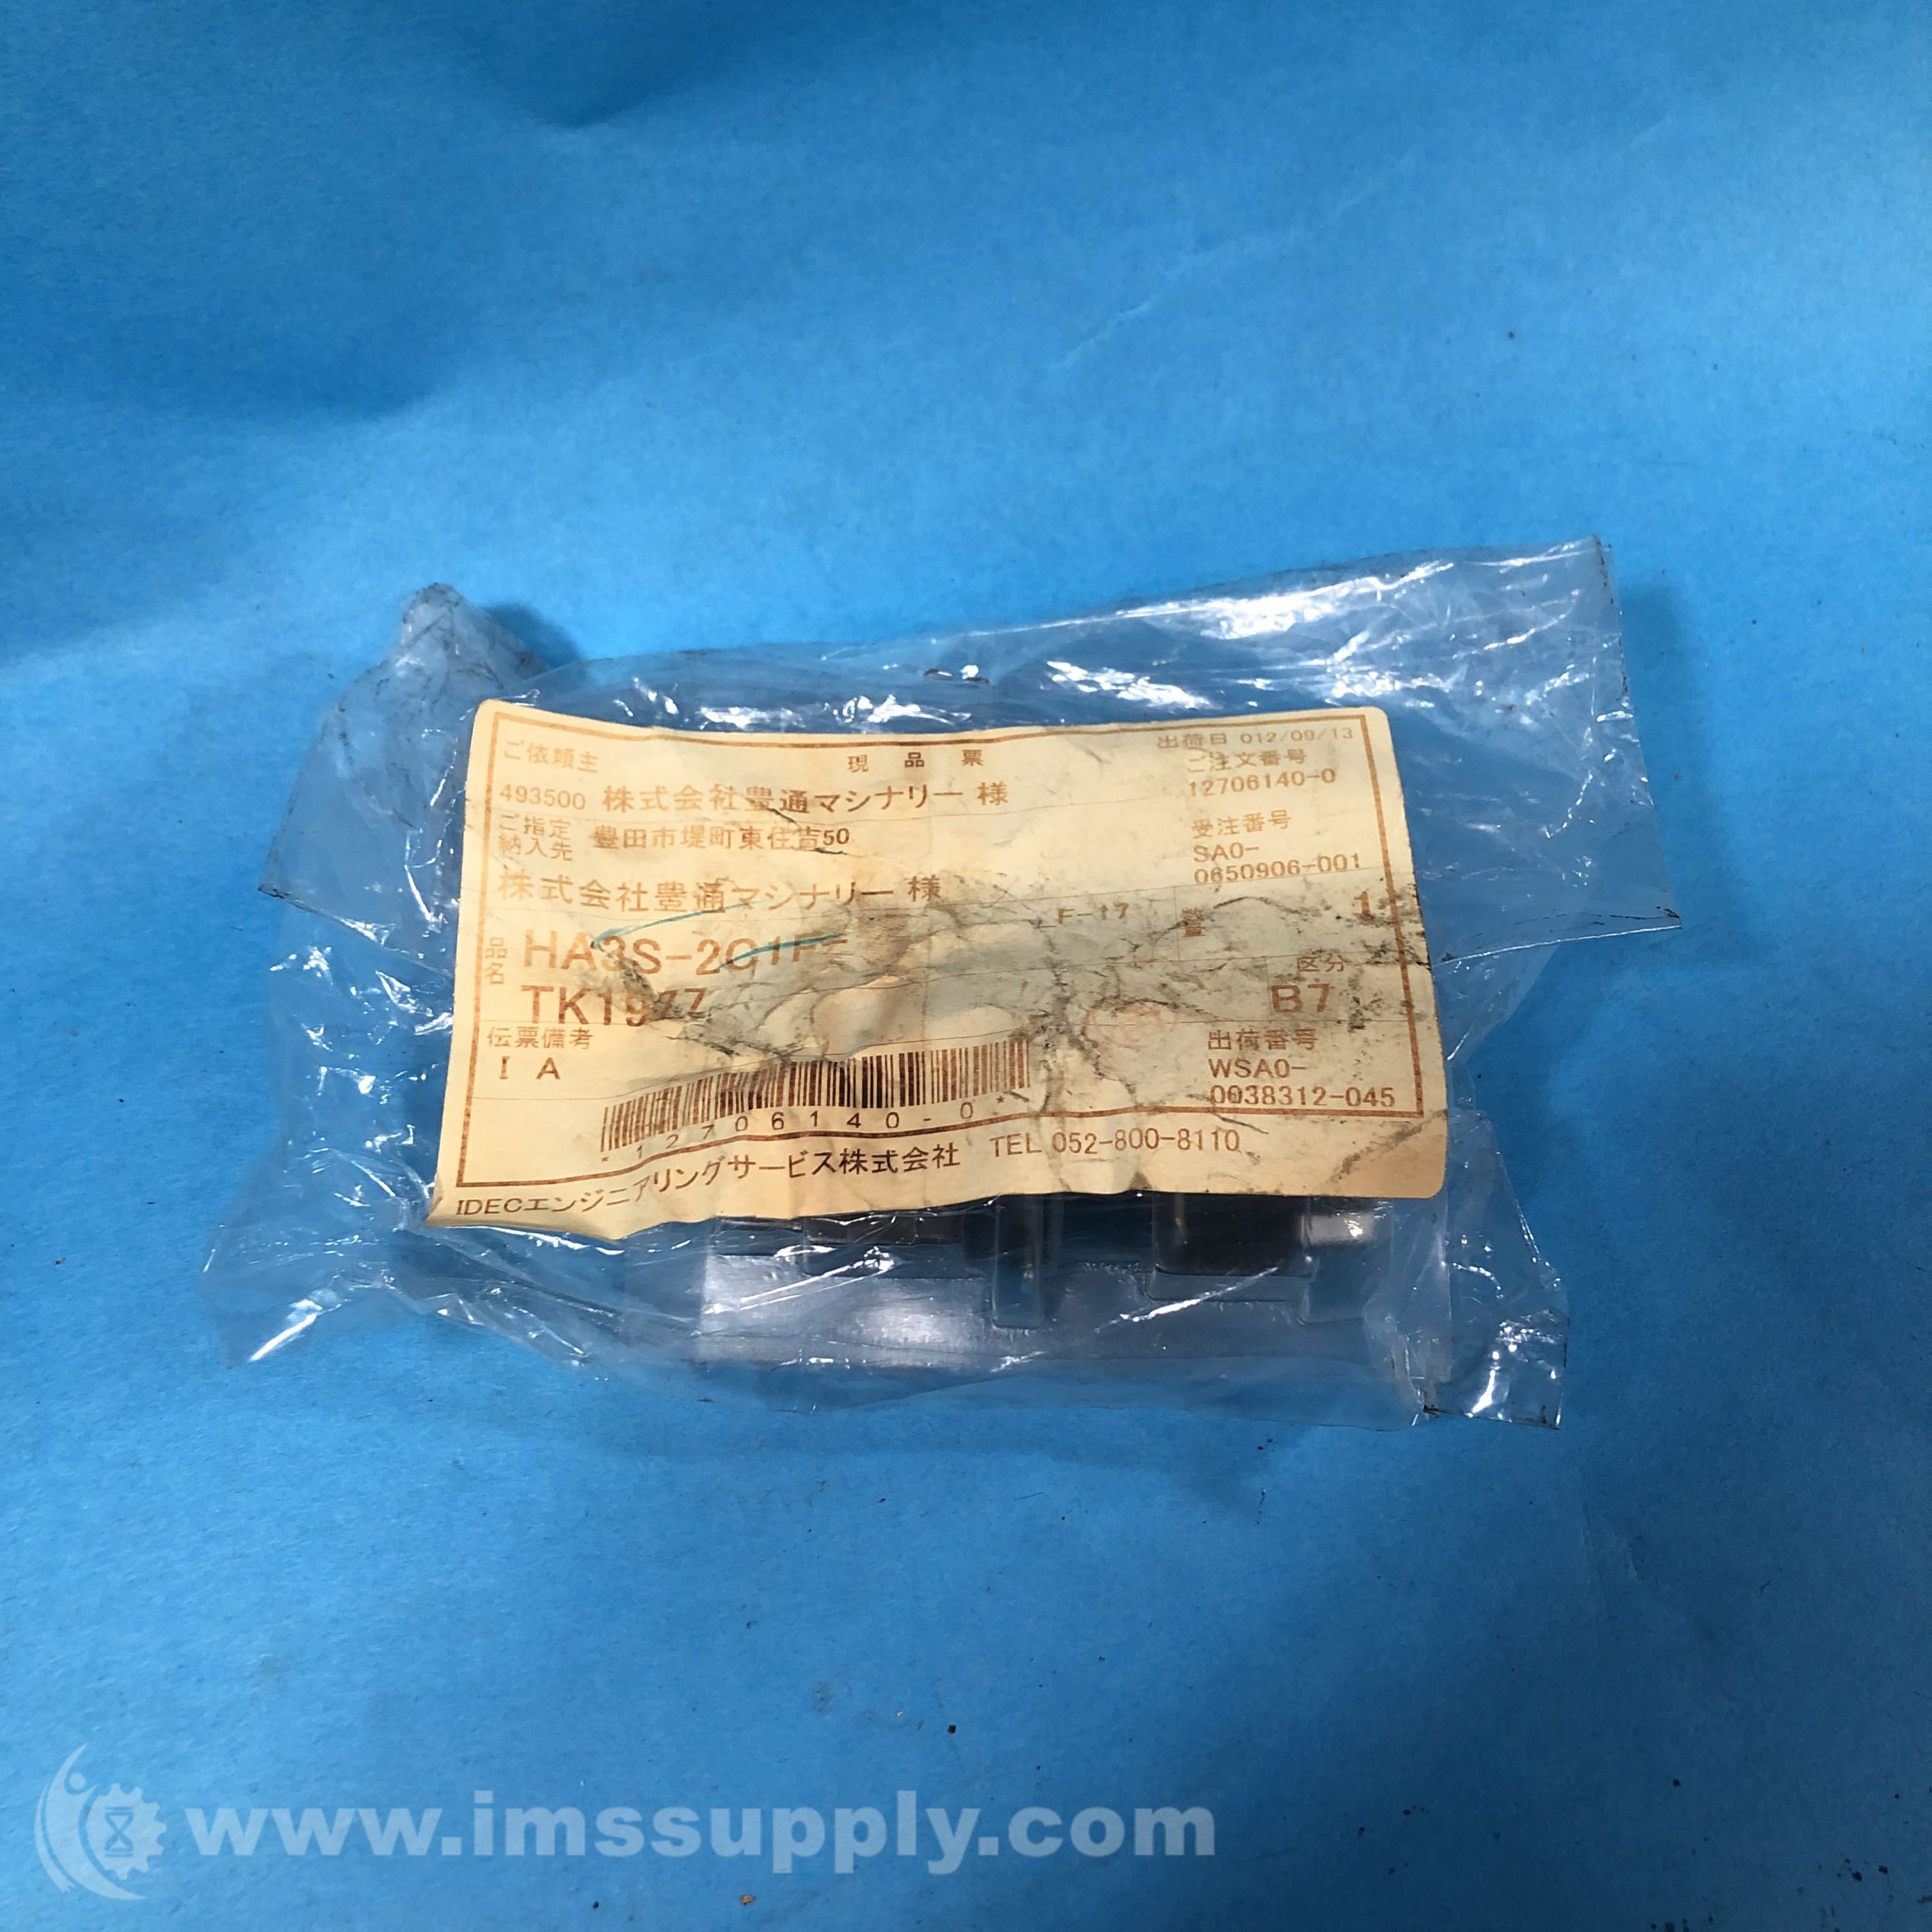 ご依頼主 現品票 出荷日 012/09/13
493500 株式会社豊通マシナリー 様
ご注文番号
12706140-0
ご指定
納入先 豊田市堤町東住吉50
受注番号
SA0-
0650906-001
株式会社豊通マシナリー 様
F-17 1
品名 HA3S-2C1
TK1977
区分
B7
伝票備考
I A
出荷番号
WSA0-
0038312-045
*12706140-0*
IDECエンジニアリングサービス株式会社 TEL 052-800-8110
www.imssupply.com